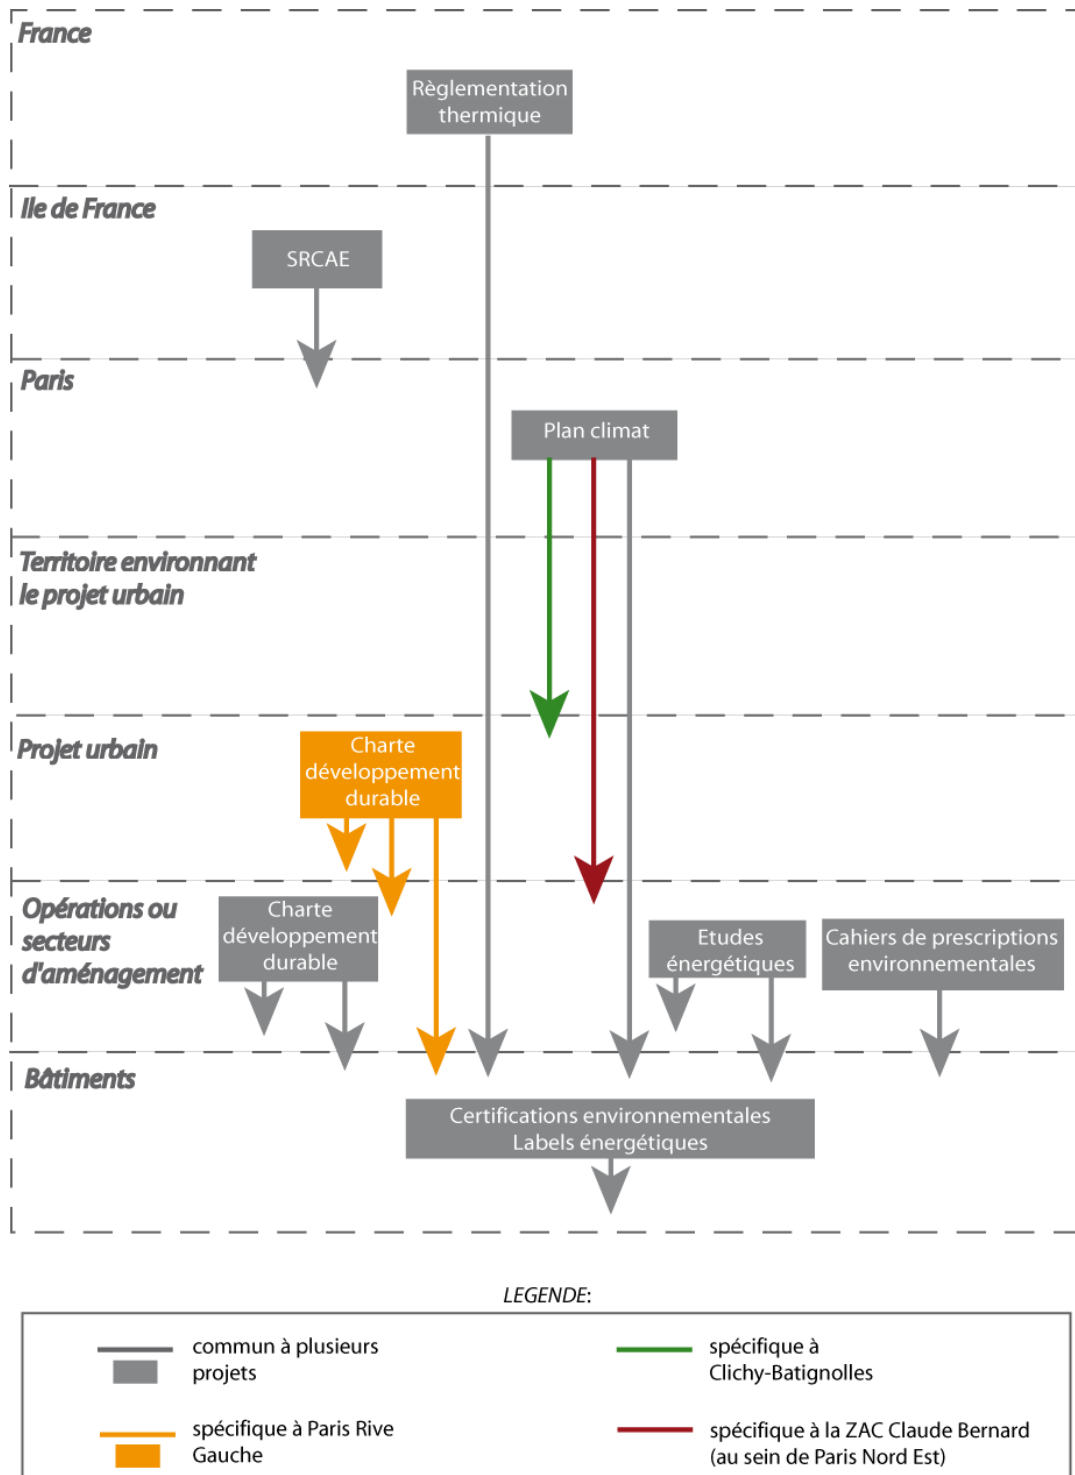 France
Règlementation
thermique
Ile de France
SRCAE
Paris
Plan climat
Territoire environnant
le projet urbain
Projet urbain
Charte
développement
durable
Opérations ou
secteurs
d'aménagement
Charte
développement
durable
Etudes
énergétiques
Cahiers de prescriptions
environnementales
Bâtiments
Certifications environnementales
Labels énergétiques
LEGENDE:
commun à plusieurs
projets
spécifique à
Clichy-Batignolles
spécifique à Paris Rive
Gauche
spécifique à la ZAC Claude Bernard
(au sein de Paris Nord Est)